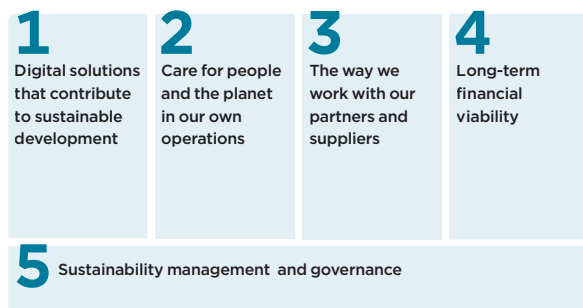 1
Digital solutions
that contribute
to sustainable
development
2
Care for people
and the planet
in our own
operations
3
The way we
work with our
partners and
suppliers
4
Long-term
financial
viability
5 Sustainability management and governance